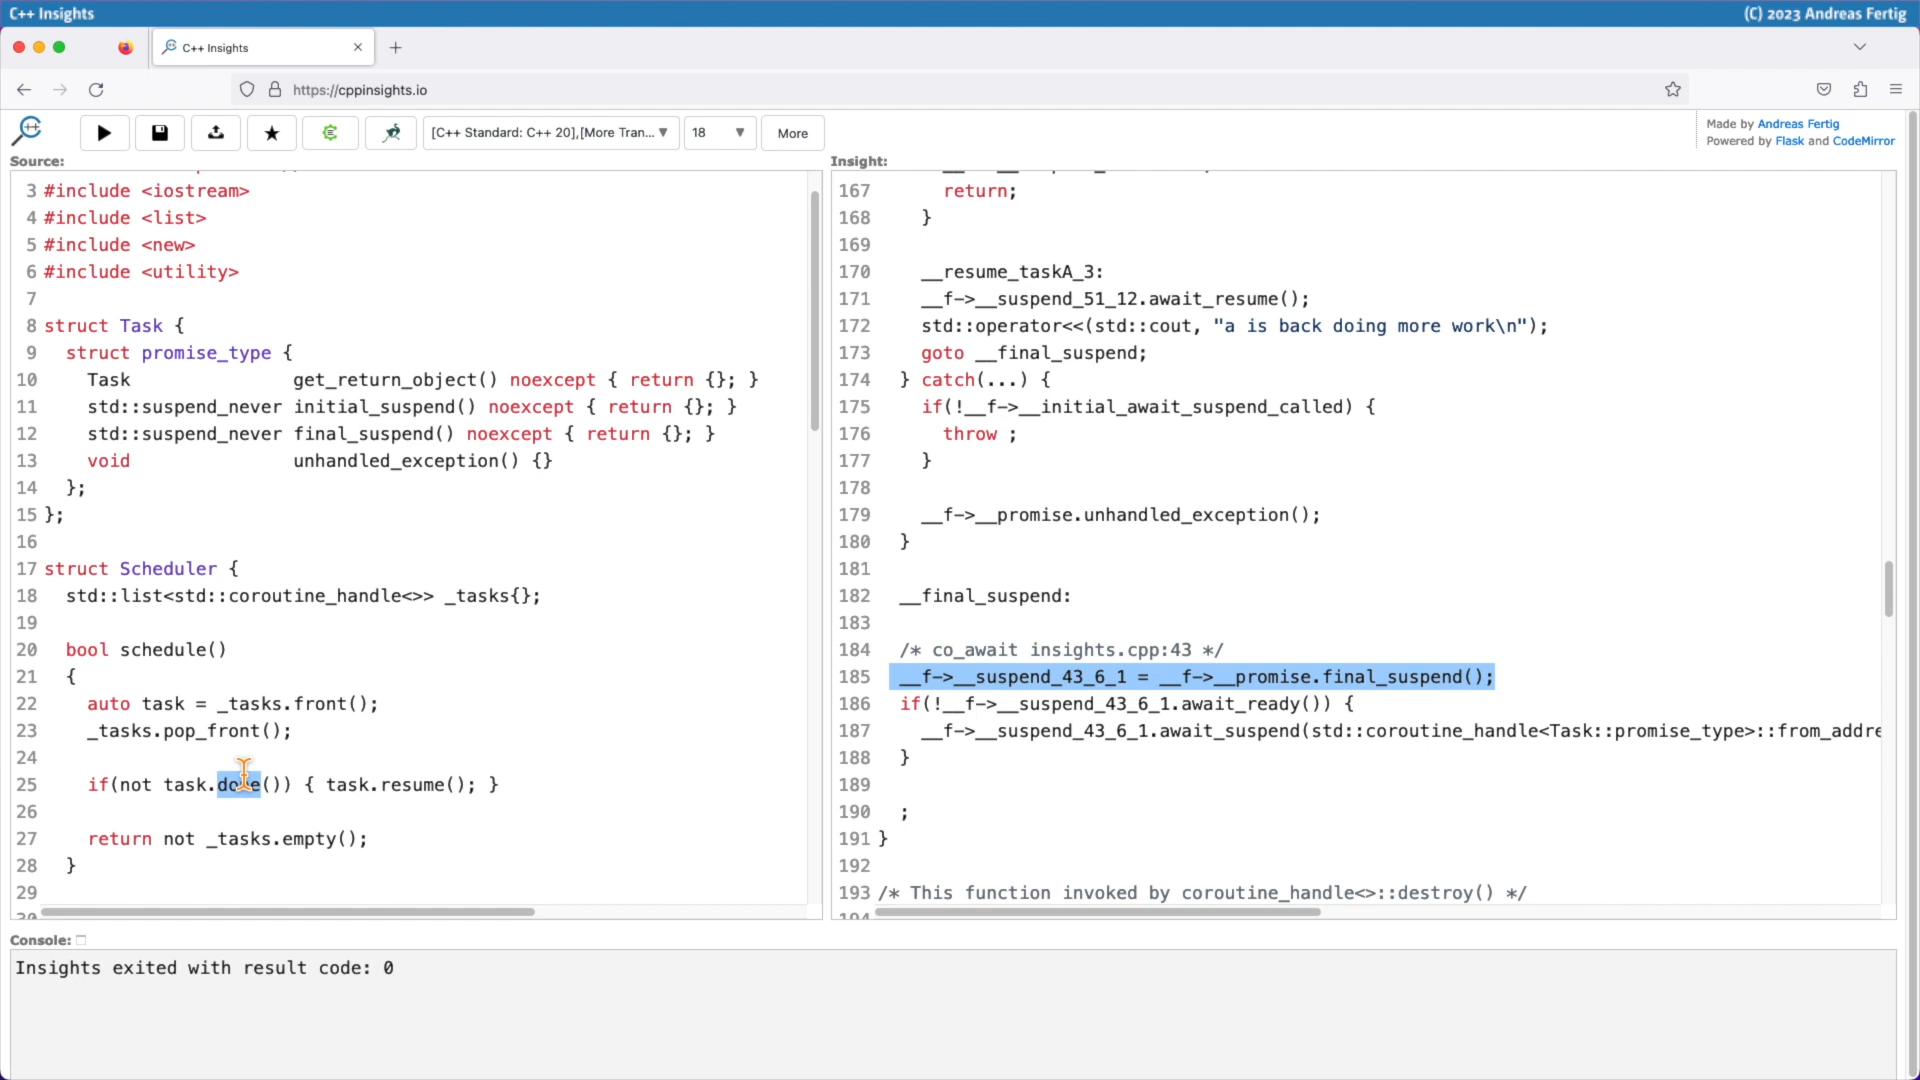 C++ Insights
(C) 2023 Andreas Fertig
C++ Insights
https://cppinsights.io
[C++ Standard: C++ 20],[More Tran...
18
More
Made by Andreas Fertig
Powered by Flask and CodeMirror
Source:
3 #include <iostream>
4 #include <list>
5 #include <new>
6 #include <utility>
7
8 struct Task {
9 struct promise_type {
10 Task get_return_object() noexcept { return {}; }
11 std::suspend_never initial_suspend() noexcept { return {}; }
12 std::suspend_never final_suspend() noexcept { return {}; }
13 void unhandled_exception() {}
14 };
15 };
16
17 struct Scheduler {
18 std::list<std::coroutine_handle<>> _tasks{};
19
20 bool schedule()
21 {
22 auto task = _tasks.front();
23 _tasks.pop_front();
24
25 if(not task.done()) { task.resume(); }
26
27 return not _tasks.empty();
28 }
29
Insight:
167 return;
168 }
169
170 __resume_taskA_3:
171 __f->__suspend_51_12.await_resume();
172 std::operator<<(std::cout, "a is back doing more work\n");
173 goto __final_suspend;
174 } catch(...) {
175 if(!__f->__initial_await_suspend_called) {
176 throw ;
177 }
178
179 __f->__promise.unhandled_exception();
180 }
181
182 __final_suspend:
183
184 /* co_await insights.cpp:43 */
185 __f->__suspend_43_6_1 = __f->__promise.final_suspend();
186 if(!__f->__suspend_43_6_1.await_ready()) {
187 __f->__suspend_43_6_1.await_suspend(std::coroutine_handle<Task::promise_type>::from_addre
188 }
189
190 ;
191 }
192
193 /* This function invoked by coroutine_handle<>::destroy() */
Console:
Insights exited with result code: 0